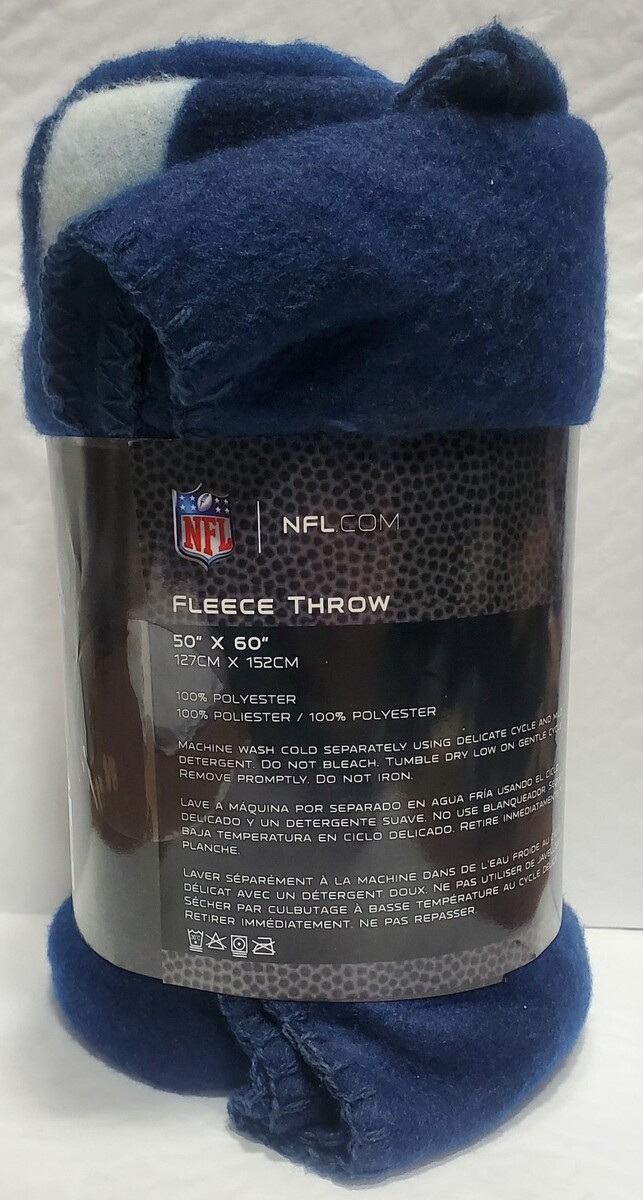 NFL
NFL.COM
FLEECE THROW
50" X 60"
127CM X 152CM
100% POLYESTER
100% POLIESTER / 100% POLYESTER
MACHINE WASH COLD SEPARATELY USING DELICATE CYCLE AND
DETERGENT. DO NOT BLEACH. TUMBLE DRY LOW ON GENTLE
REMOVE PROMPTLY. DO NOT IRON.
LAVE A MÁQUINA POR SEPARADO EN AGUA FRÍA USANDO EL
DELICADO Y UN DETERGENTE SUAVE. NO USE BLANQUEADOR
BAJA TEMPERATURA EN CICLO DELICADO. RETIRE
PLANCHE.
LAVER SÉPARÉMENT À LA MACHINE DANS DE L'EAU FROIDE AU
DÉLICAT AVEC UN DÉTERGENT DOUX. NE PAS UTILISER DE
SÉCHER PAR CULBUTAGE À BASSE TEMPÉRATURE AU CYCLE
RETIRER IMMÉDIATEMENT. NE PAS REPASSER.